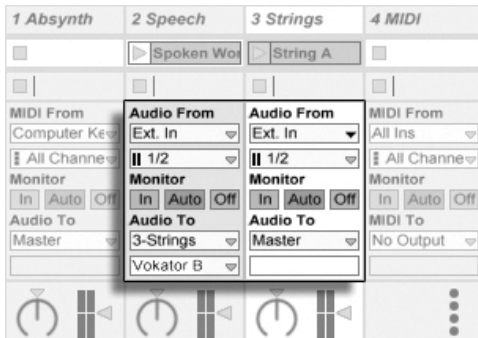 1 Absynth 2 Speech 3 Strings 4 MIDI
Spoken Wor String A
MIDI From Audio From Audio From MIDI From
Computer Ke Ext. In Ext. In All Ins
All Channe 1/2 1/2 All Channe
Monitor Monitor Monitor Monitor
In Auto Off In Auto Off In Auto Off In Auto Off
Audio To Audio To Audio To MIDI To
Master 3-Strings Master No Output
Vokator B